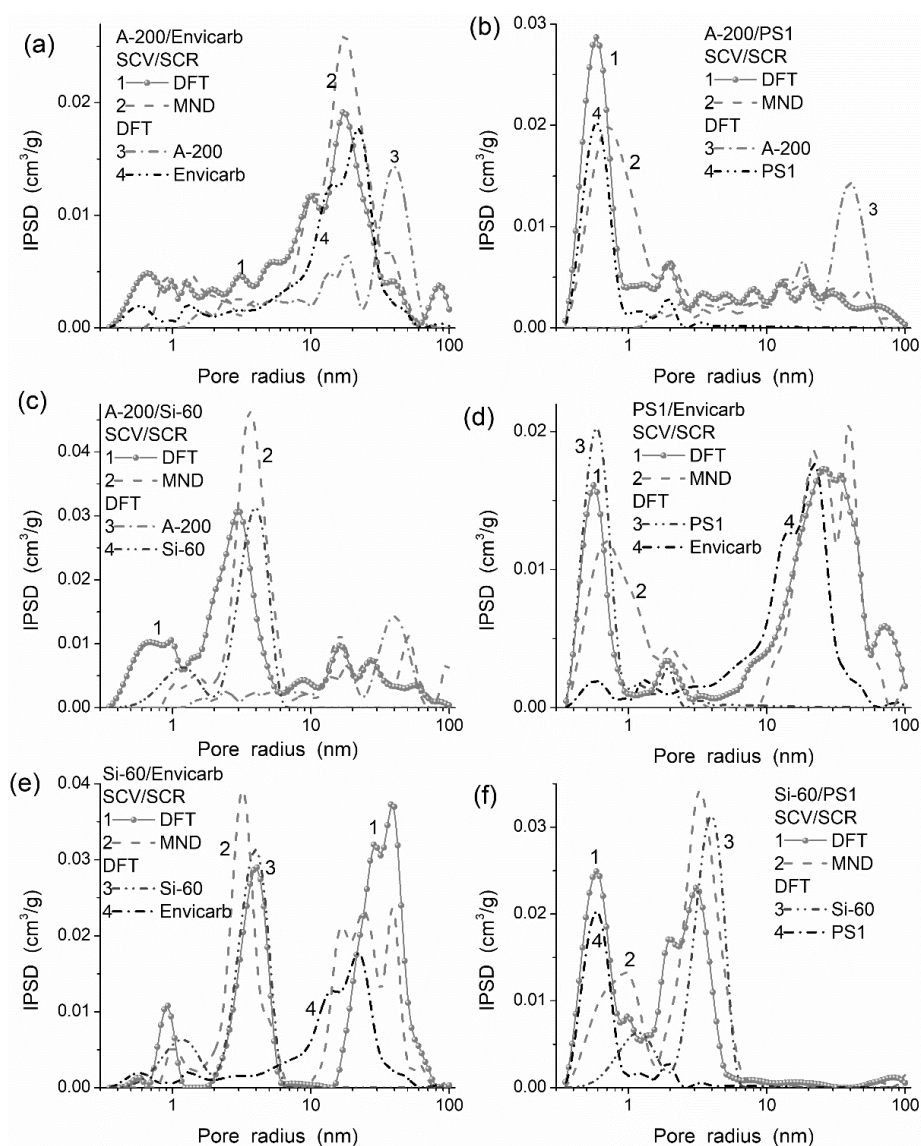 (a)
A-200/Envicarb
SCV/SCR
1 DFT
2 MND
DFT
3 A-200
4 Envicarb
2
3
1
4
IPSD (cm³/g)
0.02
0.01
0.00
1 10 100
Pore radius (nm)
(b)
A-200/PS1
SCV/SCR
1 DFT
2 MND
DFT
3 A-200
4 PS1
1
4
2
3
IPSD (cm³/g)
0.03
0.02
0.01
0.00
1 10 100
Pore radius (nm)
(c)
A-200/Si-60
SCV/SCR
1 DFT
2 MND
DFT
3 A-200
4 Si-60
2
1
IPSD (cm³/g)
0.04
0.03
0.02
0.01
0.00
1 10 100
Pore radius (nm)
(d)
PS1/Envicarb
SCV/SCR
1 DFT
2 MND
DFT
3 PS1
4 Envicarb
3
1
2
4
IPSD (cm³/g)
0.02
0.01
0.00
1 10 100
Pore radius (nm)
(e)
Si-60/Envicarb
SCV/SCR
1 DFT
2 MND
DFT
3 Si-60
4 Envicarb
2
3
1
4
IPSD (cm³/g)
0.04
0.03
0.02
0.01
0.00
1 10 100
Pore radius (nm)
(f)
Si-60/PS1
SCV/SCR
1 DFT
2 MND
DFT
3 Si-60
4 PS1
1
4
2
3
IPSD (cm³/g)
0.03
0.02
0.01
0.00
1 10 100
Pore radius (nm)